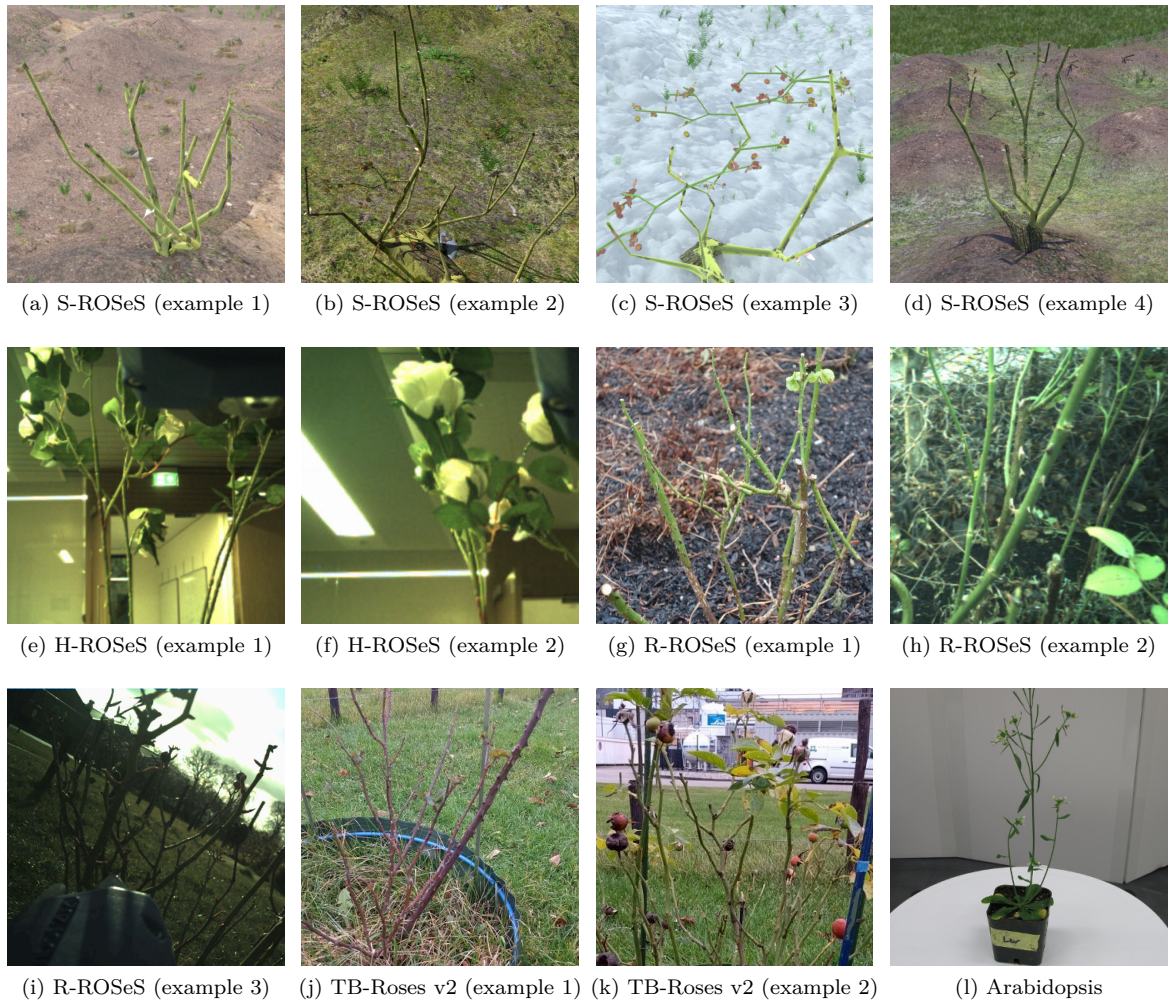 (a) S-ROSeS (example 1)
(b) S-ROSeS (example 2)
(c) S-ROSeS (example 3)
(d) S-ROSeS (example 4)
(e) H-ROSeS (example 1)
(f) H-ROSeS (example 2)
(g) R-ROSeS (example 1)
(h) R-ROSeS (example 2)
(i) R-ROSeS (example 3)
(j) TB-Roses v2 (example 1)
(k) TB-Roses v2 (example 2)
(l) Arabidopsis